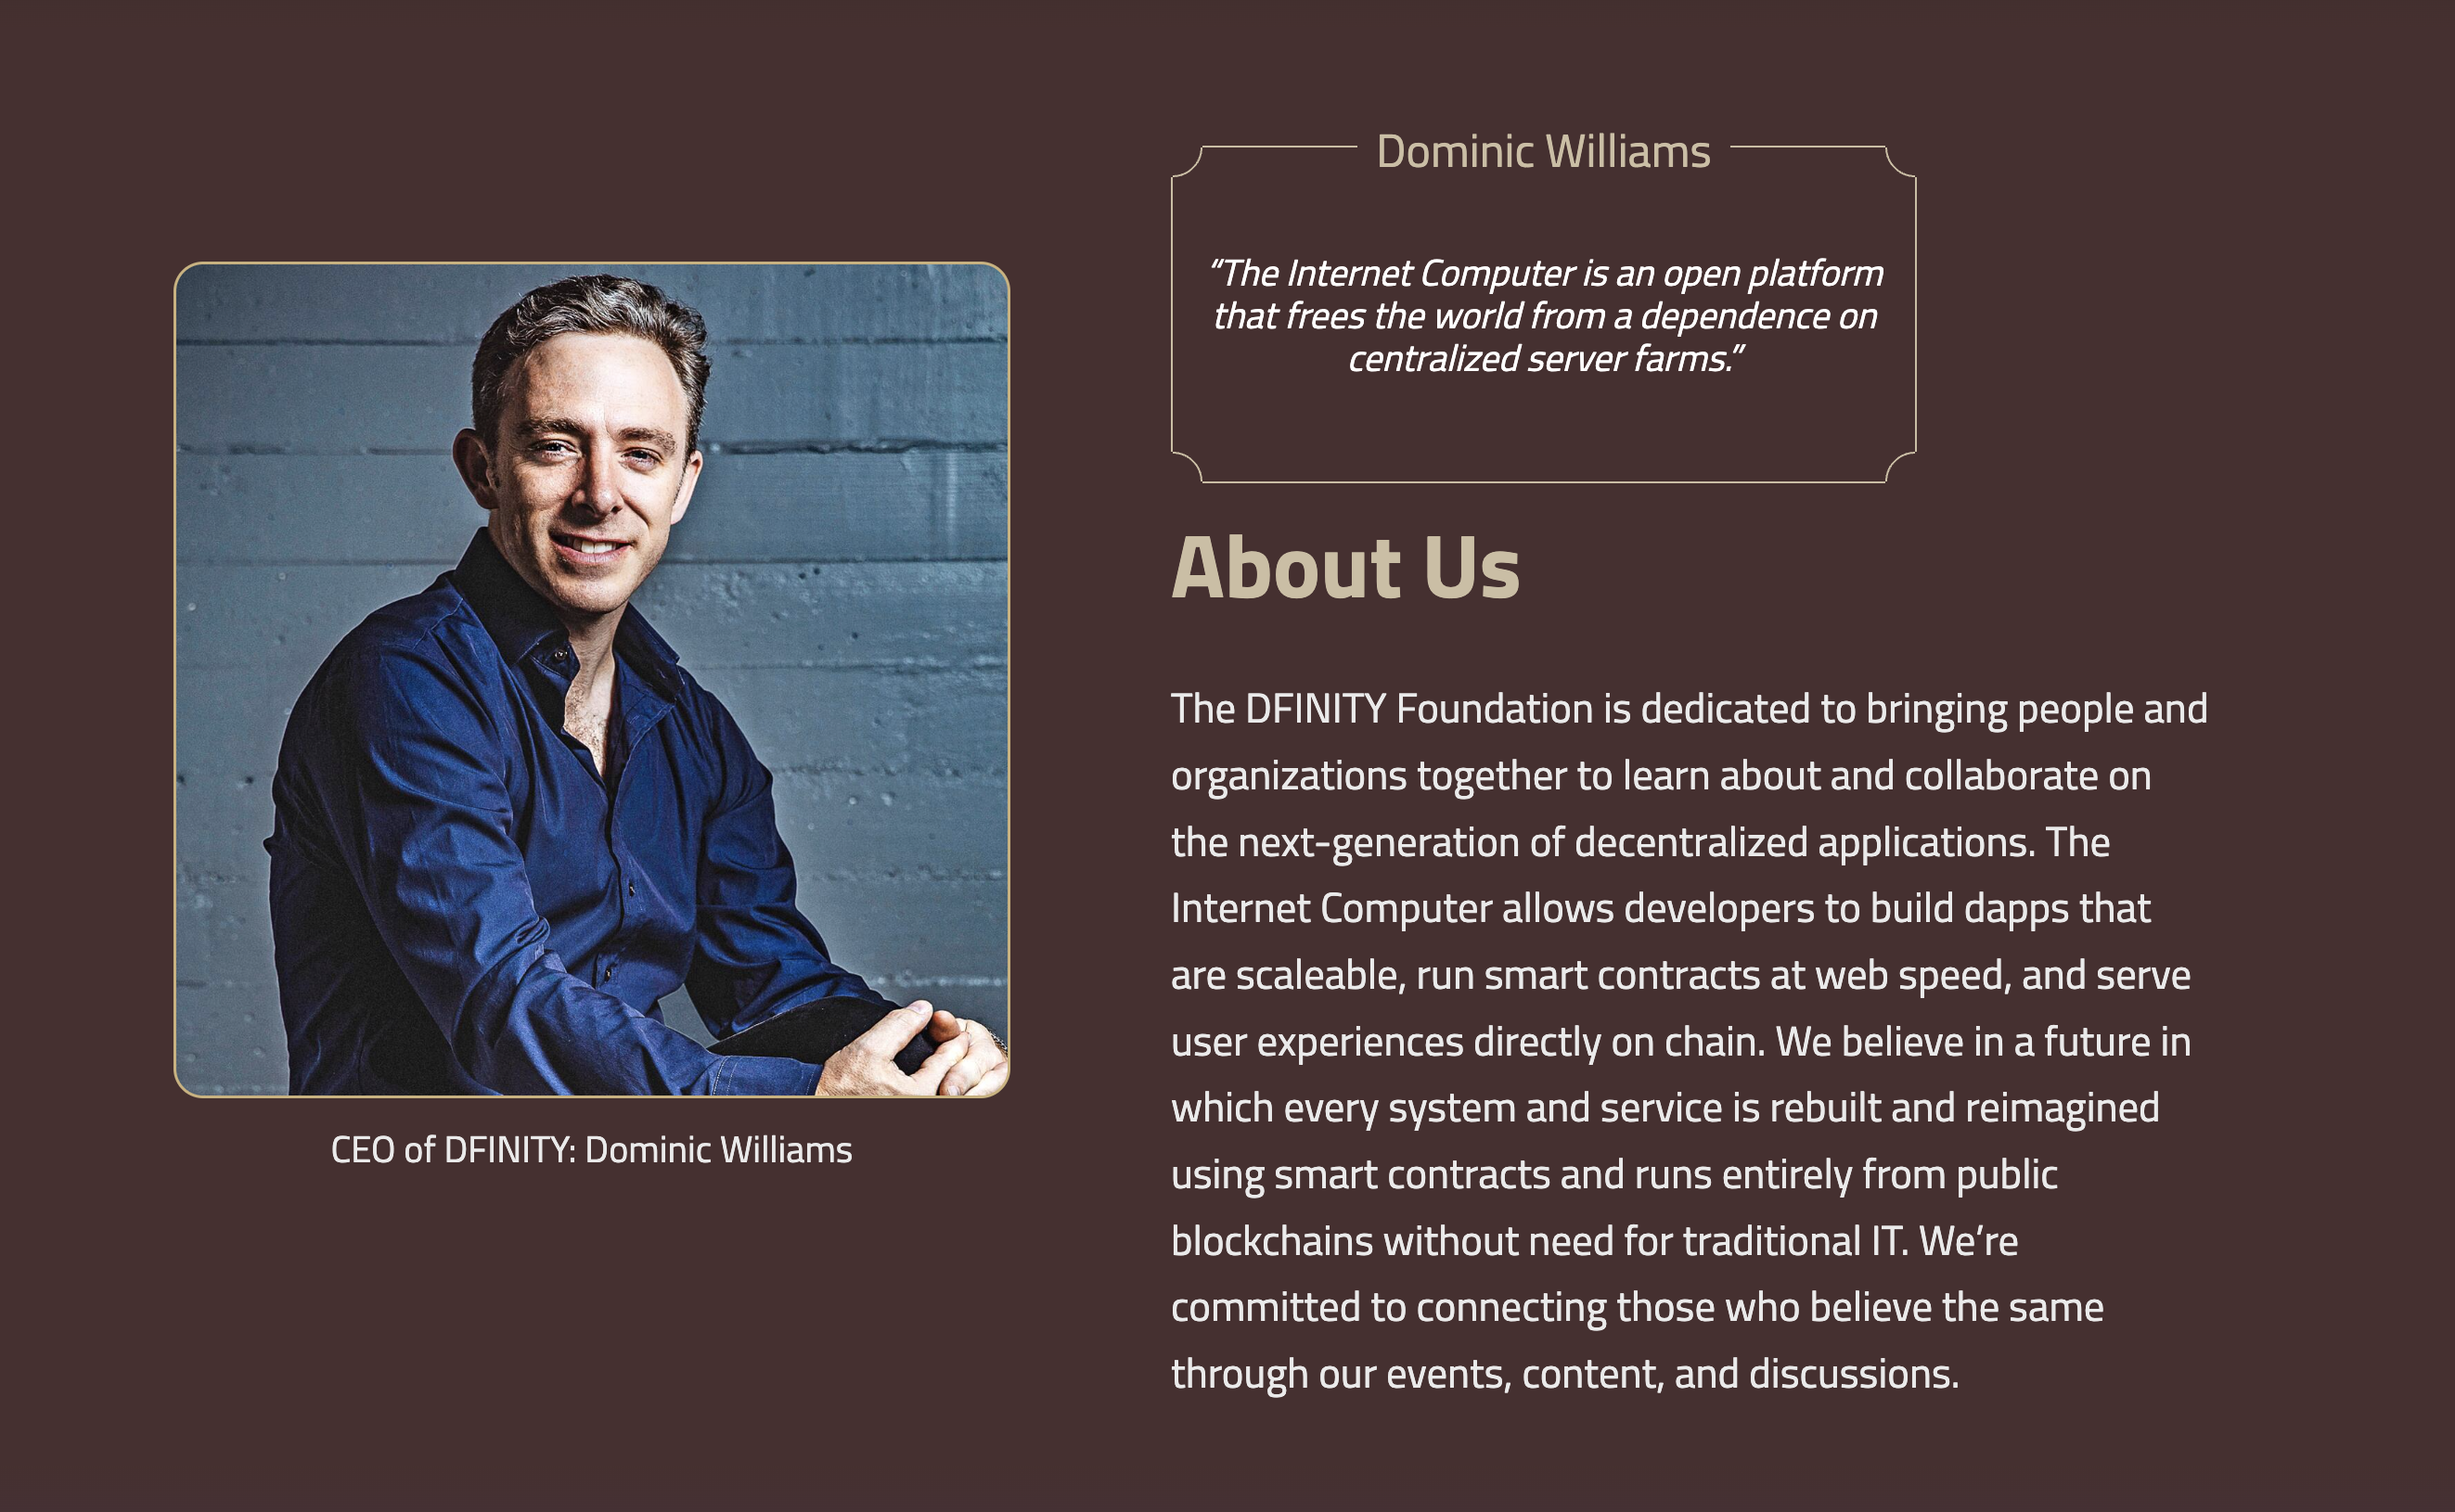 Dominic Williams
“The Internet Computer is an open platform
that frees the world from a dependence on
centralized server farms.”
CEO of DFINITY: Dominic Williams
About Us
The DFINITY Foundation is dedicated to bringing people and
organizations together to learn about and collaborate on
the next-generation of decentralized applications. The
Internet Computer allows developers to build dapps that
are scaleable, run smart contracts at web speed, and serve
user experiences directly on chain. We believe in a future in
which every system and service is rebuilt and reimagined
using smart contracts and runs entirely from public
blockchains without need for traditional IT. We’re
committed to connecting those who believe the same
through our events, content, and discussions.